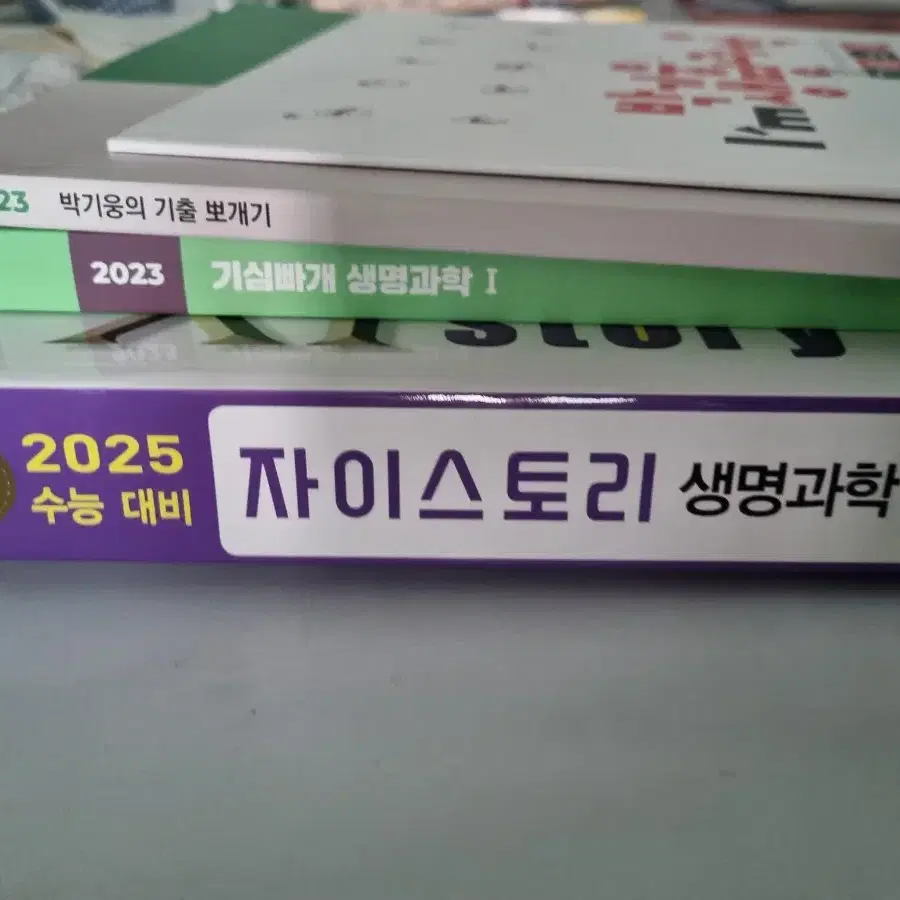 23 박기웅의 기출 뽀개기
2023 기심빠개 생명과학 I
story
2025 수능 대비 자이스토리 생명과학